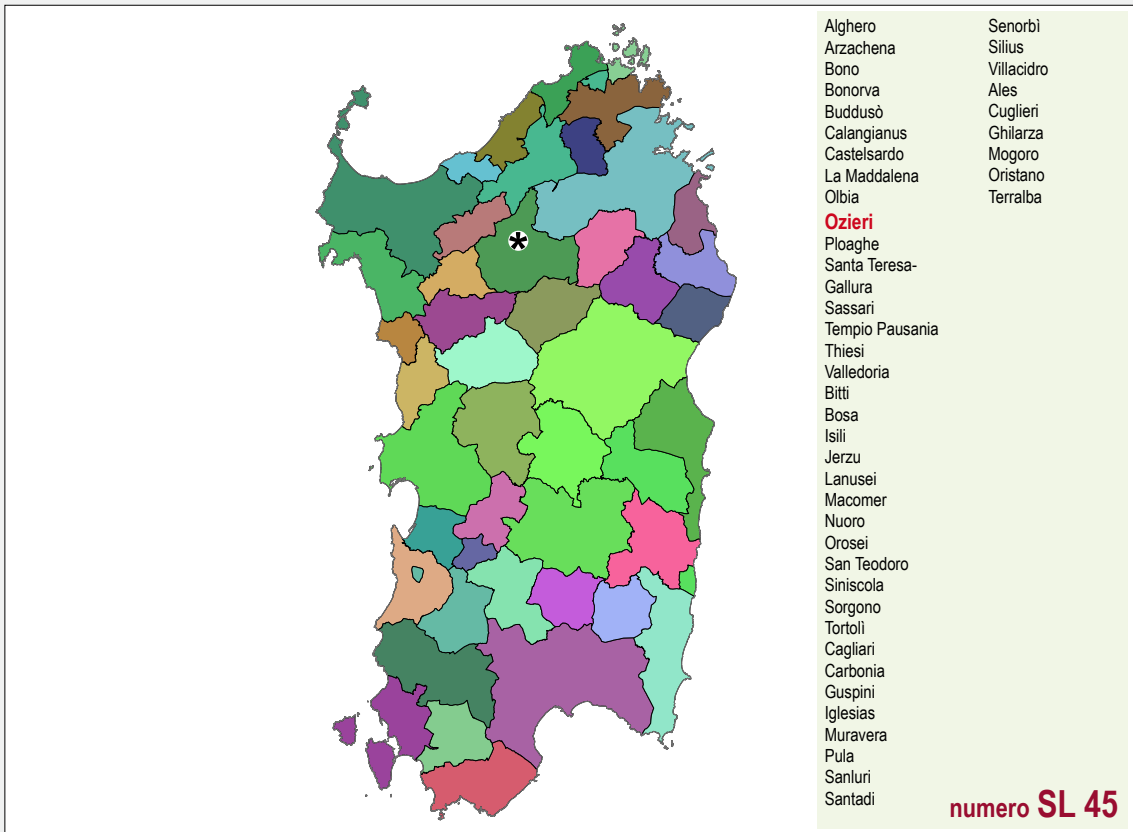 Alghero
Arzachena
Bono
Bonorva
Buddusò
Calangianus
Castelsardo
La Maddalena
Olbia
Ozieri
Ploaghe
Santa Teresa-
Gallura
Sassari
Tempio Pausania
Thiesi
Valledoria
Bitti
Bosa
Isili
Jerzu
Lanusei
Macomer
Nuoro
Orosei
San Teodoro
Siniscola
Sorgono
Tortolì
Cagliari
Carbonia
Guspini
Iglesias
Muravera
Pula
Sanluri
Santadi
Senorbì
Silius
Villacidro
Ales
Cuglieri
Ghilarza
Mogoro
Oristano
Terralba
numero SL 45